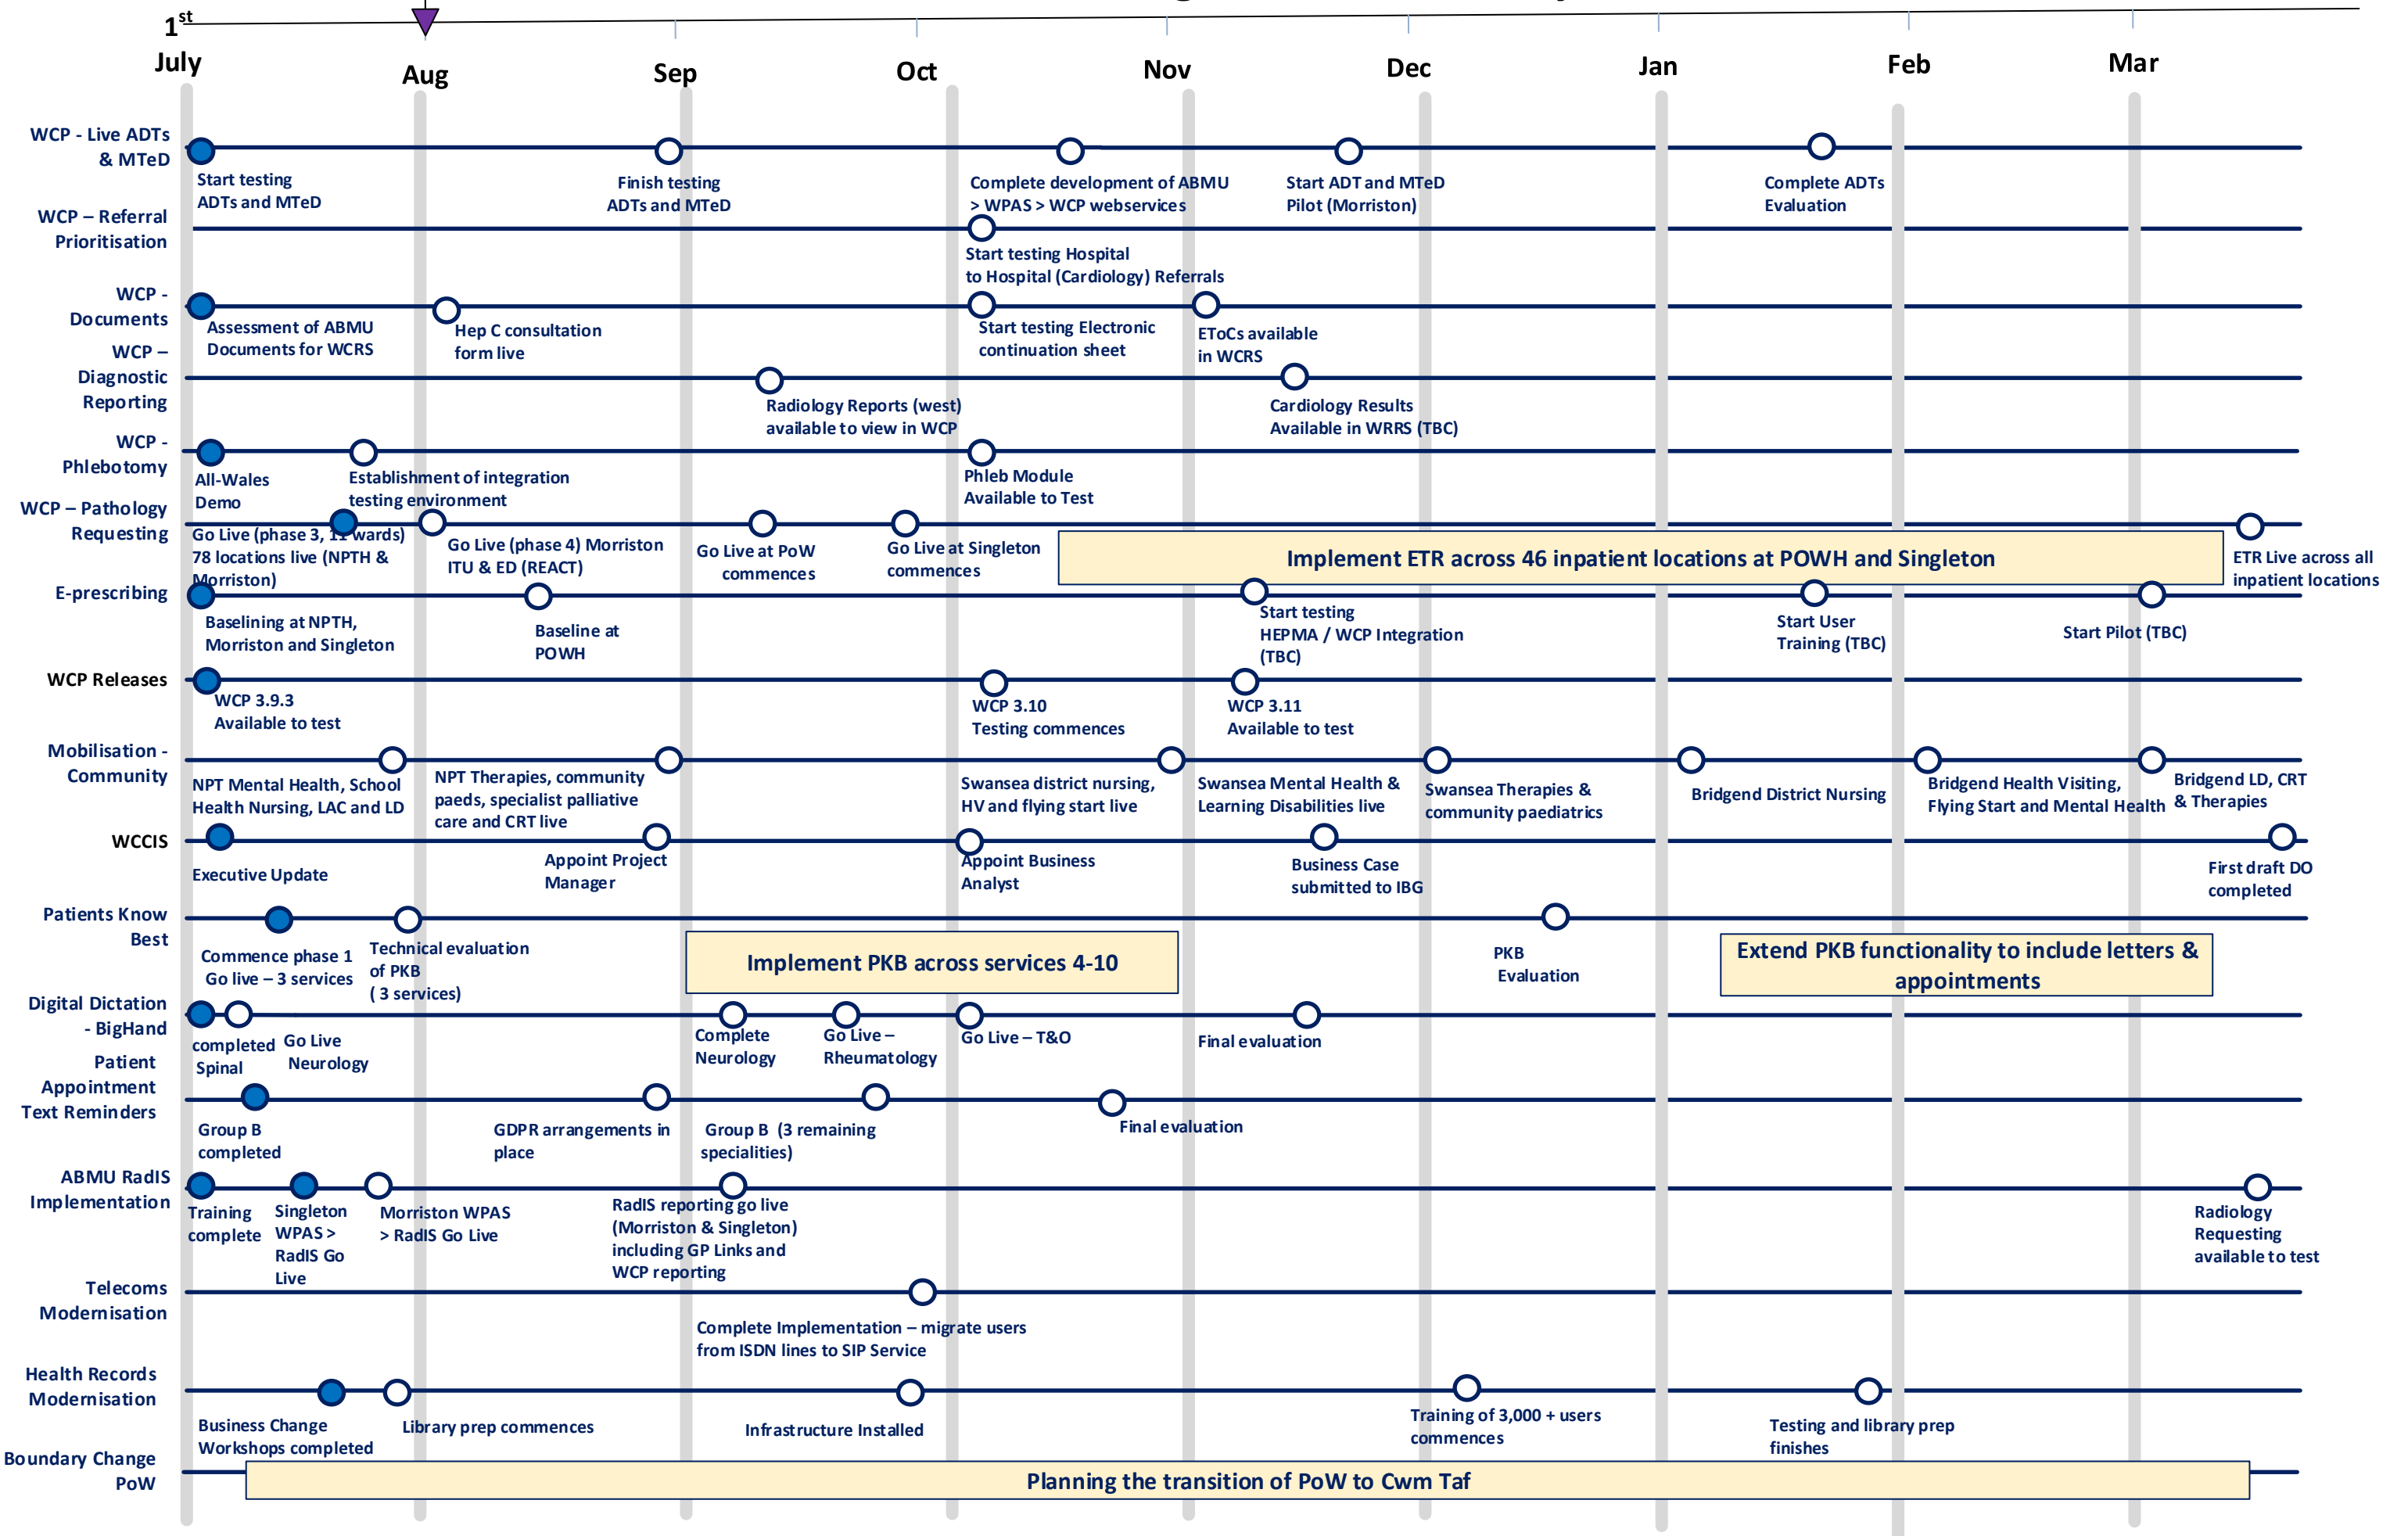 1st
July
Aug
Sep
Oct
Nov
Dec
Jan
Feb
Mar
WCP - Live ADTs
& MTeD
Start testing
ADTs and MTeD
Finish testing
ADTs and MTeD
Complete development of ABMU
> WPAS > WCP webservices
Start ADT and MTeD
Pilot (Morriston)
Complete ADTs
Evaluation
WCP – Referral
Prioritisation
Start testing Hospital
to Hospital (Cardiology) Referrals
WCP -
Documents
Assessment of ABMU
Documents for WCRS
Hep C consultation
form live
Start testing Electronic
continuation sheet
EToCs available
in WCRS
WCP –
Diagnostic
Reporting
Radiology Reports (west)
available to view in WCP
Cardiology Results
Available in WRRS (TBC)
WCP -
Phlebotomy
All-Wales
Demo
Establishment of integration
testing environment
Phleb Module
Available to Test
WCP – Pathology
Requesting
Go Live (phase 3, 11 wards)
78 locations live (NPTH &
Morriston)
Go Live (phase 4) Morriston
ITU & ED (REACT)
Go Live at PoW
commences
Go Live at Singleton
commences
Implement ETR across 46 inpatient locations at POWH and Singleton
ETR Live across all
inpatient locations
E-prescribing
Baselining at NPTH,
Morriston and Singleton
Baseline at
POWH
Start testing
HEPMA / WCP Integration
(TBC)
Start User
Training (TBC)
Start Pilot (TBC)
WCP Releases
WCP 3.9.3
Available to test
WCP 3.10
Testing commences
WCP 3.11
Available to test
Mobilisation -
Community
NPT Mental Health, School
Health Nursing, LAC and LD
NPT Therapies, community
paeds, specialist palliative
care and CRT live
Swansea district nursing,
HV and flying start live
Swansea Mental Health &
Learning Disabilities live
Swansea Therapies &
community paediatrics
Bridgend District Nursing
Bridgend Health Visiting,
Flying Start and Mental Health
Bridgend LD, CRT
& Therapies
WCCIS
Executive Update
Appoint Project
Manager
Appoint Business
Analyst
Business Case
submitted to IBG
First draft DO
completed
Patients Know
Best
Commence phase 1
Go live – 3 services
Technical evaluation
of PKB
( 3 services)
Implement PKB across services 4-10
PKB
Evaluation
Extend PKB functionality to include letters &
appointments
Digital Dictation
- BigHand
completed
Spinal
Go Live
Neurology
Complete
Neurology
Go Live –
Rheumatology
Go Live – T&O
Final evaluation
Patient
Appointment
Text Reminders
Group B
completed
GDPR arrangements in
place
Group B (3 remaining
specialities)
Final evaluation
ABMU RadIS
Implementation
Training
complete
Singleton
WPAS >
RadIS Go
Live
Morriston WPAS
> RadIS Go Live
RadIS reporting go live
(Morriston & Singleton)
including GP Links and
WCP reporting
Radiology
Requesting
available to test
Telecoms
Modernisation
Complete Implementation – migrate users
from ISDN lines to SIP Service
Health Records
Modernisation
Business Change
Workshops completed
Library prep commences
Infrastructure Installed
Training of 3,000 + users
commences
Testing and library prep
finishes
Boundary Change
PoW
Planning the transition of PoW to Cwm Taf